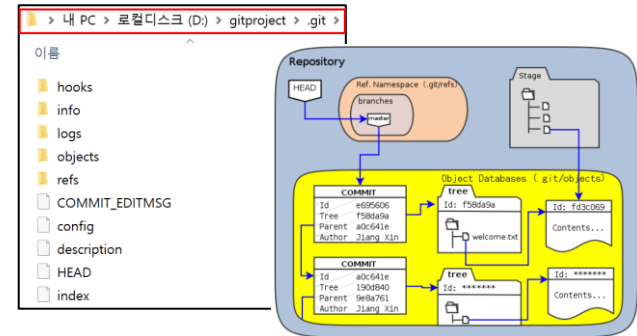 > 내 PC > 로컬디스크 (D:) > gitproject > .git >
이름
hooks
info
logs
objects
refs
COMMIT_EDITMSG
config
description
HEAD
index
Repository
HEAD
Ref. Namespace (.git/refs)
branches
master
Stage
Object Databases (.git/objects)
COMMIT
Id e695606
Tree f58da9a
Parent a0c641e
Author Jiang Xin
tree
Id: f58da9a
welcome.txt
Id: fd3c069
Contents...
COMMIT
Id a0c641e
Tree 190d840
Parent 9e8a761
Author Jiang Xin
tree
Id: *******
Id: *******
Contents...